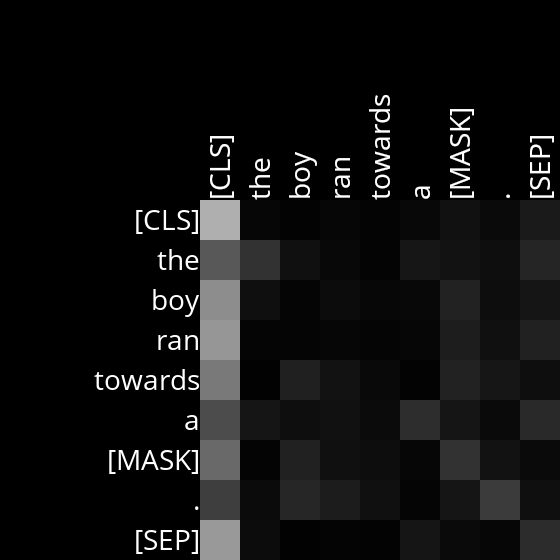 [CLS] the boy ran towards a [MASK] . [SEP]
[CLS]
the
boy
ran
towards
a
[MASK]
.
[SEP]